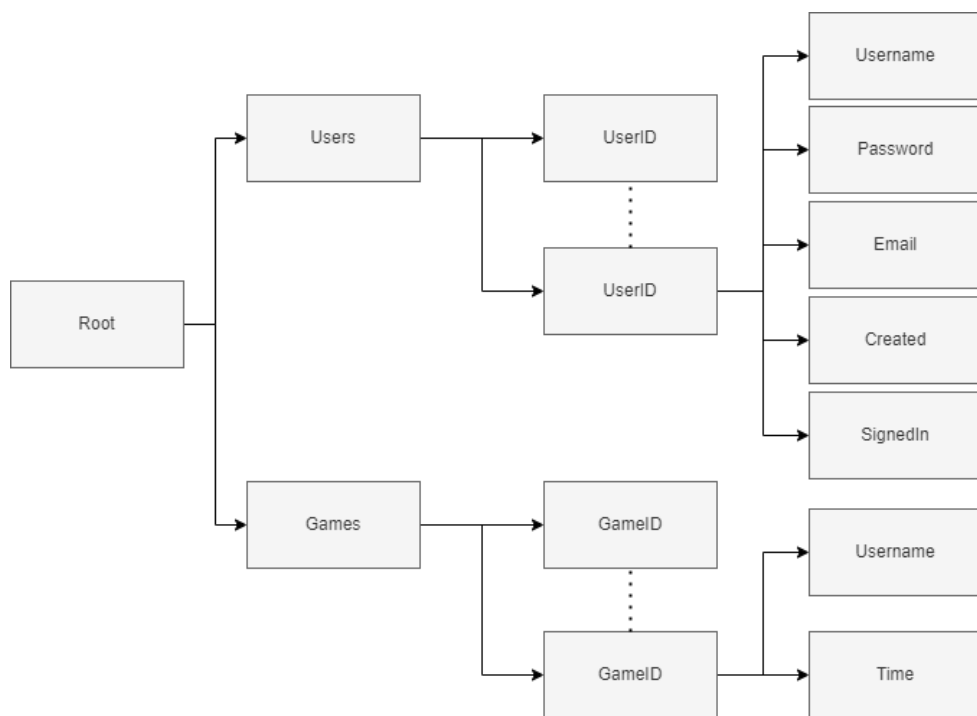 Username
Users
UserID
Password
Email
UserID
Root
Created
SignedIn
Games
GameID
Username
GameID
Time